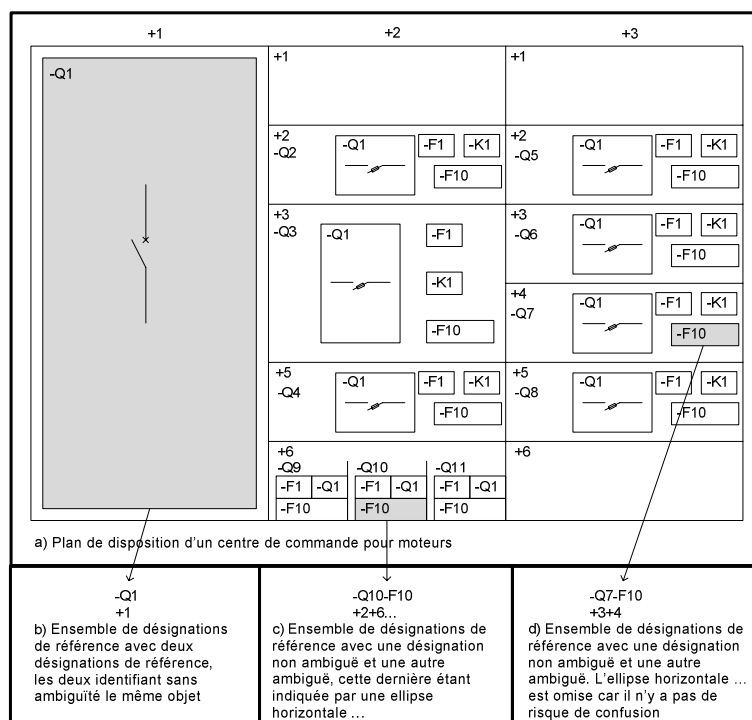 +1 +2 +3
-Q1
+1
+1
+2
-Q2
-Q1 -F1 -K1
-F10
+2
-Q5
-Q1 -F1 -K1
-F10
+3
-Q3
-Q1
-F1
-K1
-F10
+3
-Q6
-Q1 -F1 -K1
-F10
+4
-Q7
-Q1 -F1 -K1
-F10
+5
-Q4
-Q1 -F1 -K1
-F10
+5
-Q8
-Q1 -F1 -K1
-F10
+6
-Q9 -Q10 -Q11
-F1 -Q1 -F1 -Q1 -F1 -Q1
-F10 -F10 -F10
+6
a) Plan de disposition d'un centre de commande pour moteurs
-Q1
+1
b) Ensemble de désignations
de référence avec deux
désignations de référence,
les deux identifiant sans
ambiguïté le même objet
-Q10-F10
+2+6...
c) Ensemble de désignations de
référence avec une désignation
non ambiguë et une autre
ambiguë, cette dernière étant
indiquée par une ellipse
horizontale ...
-Q7-F10
+3+4
d) Ensemble de désignations de
référence avec une désignation
non ambiguë et une autre
ambiguë. L'ellipse horizontale ...
est omise car il n'y a pas de
risque de confusion